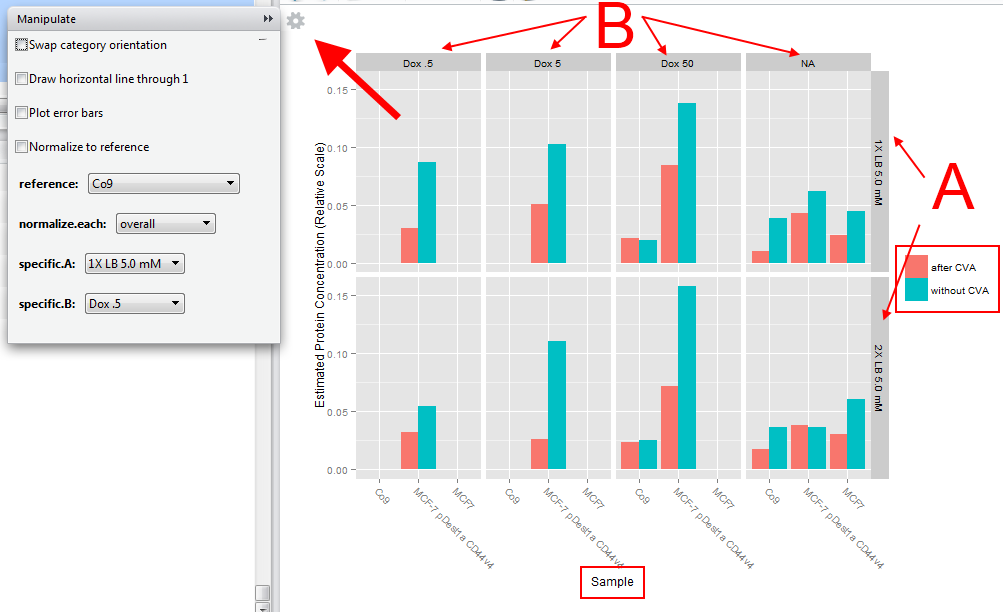 Manipulate
Swap category orientation
Draw horizontal line through 1
Plot error bars
Normalize to reference
reference: Co9
normalize.each: overall
specific.A: 1X LB 5.0 mM
specific.B: Dox .5
B
Dox .5 Dox 5 Dox 50 NA
Estimated Protein Concentration (Relative Scale)
0.15
0.10
0.05
0.00
1X LB 5.0 mM
0.15
0.10
0.05
0.00
2X LB 5.0 mM
A
after CVA
without CVA
Co9 MCF-7 pDest1a CD44v4 MCF7 Co9 MCF-7 pDest1a CD44v4 MCF7 Co9 MCF-7 pDest1a CD44v4 MCF7 Co9 MCF-7 pDest1a CD44v4 MCF7
Sample